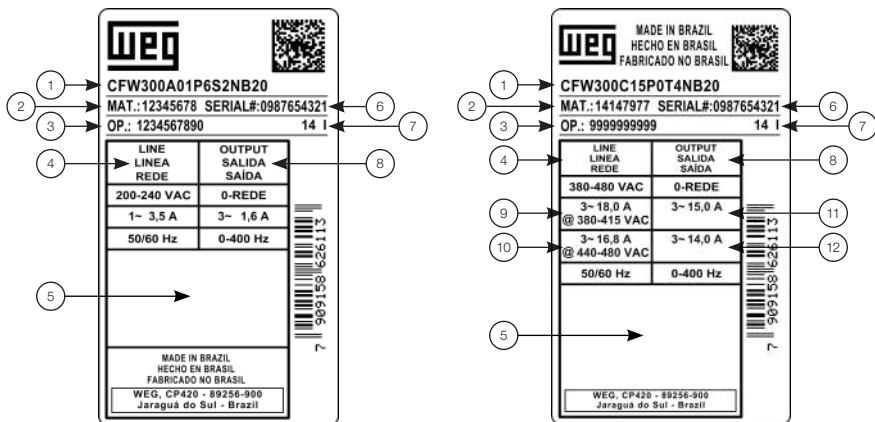 weg
1
CFW300A01P6S2NB20
2
MAT.:12345678 SERIAL#:0987654321
6
3
OP.: 1234567890 14 I
7
4
LINE
LINEA
REDE
OUTPUT
SALIDA
SAÍDA
8
200-240 VAC 0-REDE
1~ 3,5 A 3~ 1,6 A
50/60 Hz 0-400 Hz
5
7 909158 626113
MADE IN BRAZIL
HECHO EN BRASIL
FABRICADO NO BRASIL
WEG, CP420 - 89256-900
Jaraguá do Sul - Brazil
weg
MADE IN BRAZIL
HECHO EN BRASIL
FABRICADO NO BRASIL
1
CFW300C15P0T4NB20
2
MAT.:14147977 SERIAL#:0987654321
6
3
OP.: 9999999999 14 I
7
4
LINE
LINEA
REDE
OUTPUT
SALIDA
SAÍDA
8
380-480 VAC 0-REDE
9
3~ 18,0 A
@ 380-415 VAC
3~ 15,0 A
11
10
3~ 16,8 A
@ 440-480 VAC
3~ 14,0 A
12
50/60 Hz 0-400 Hz
5
7 909158 626113
WEG, CP420 - 89256-900
Jaraguá do Sul - Brazil